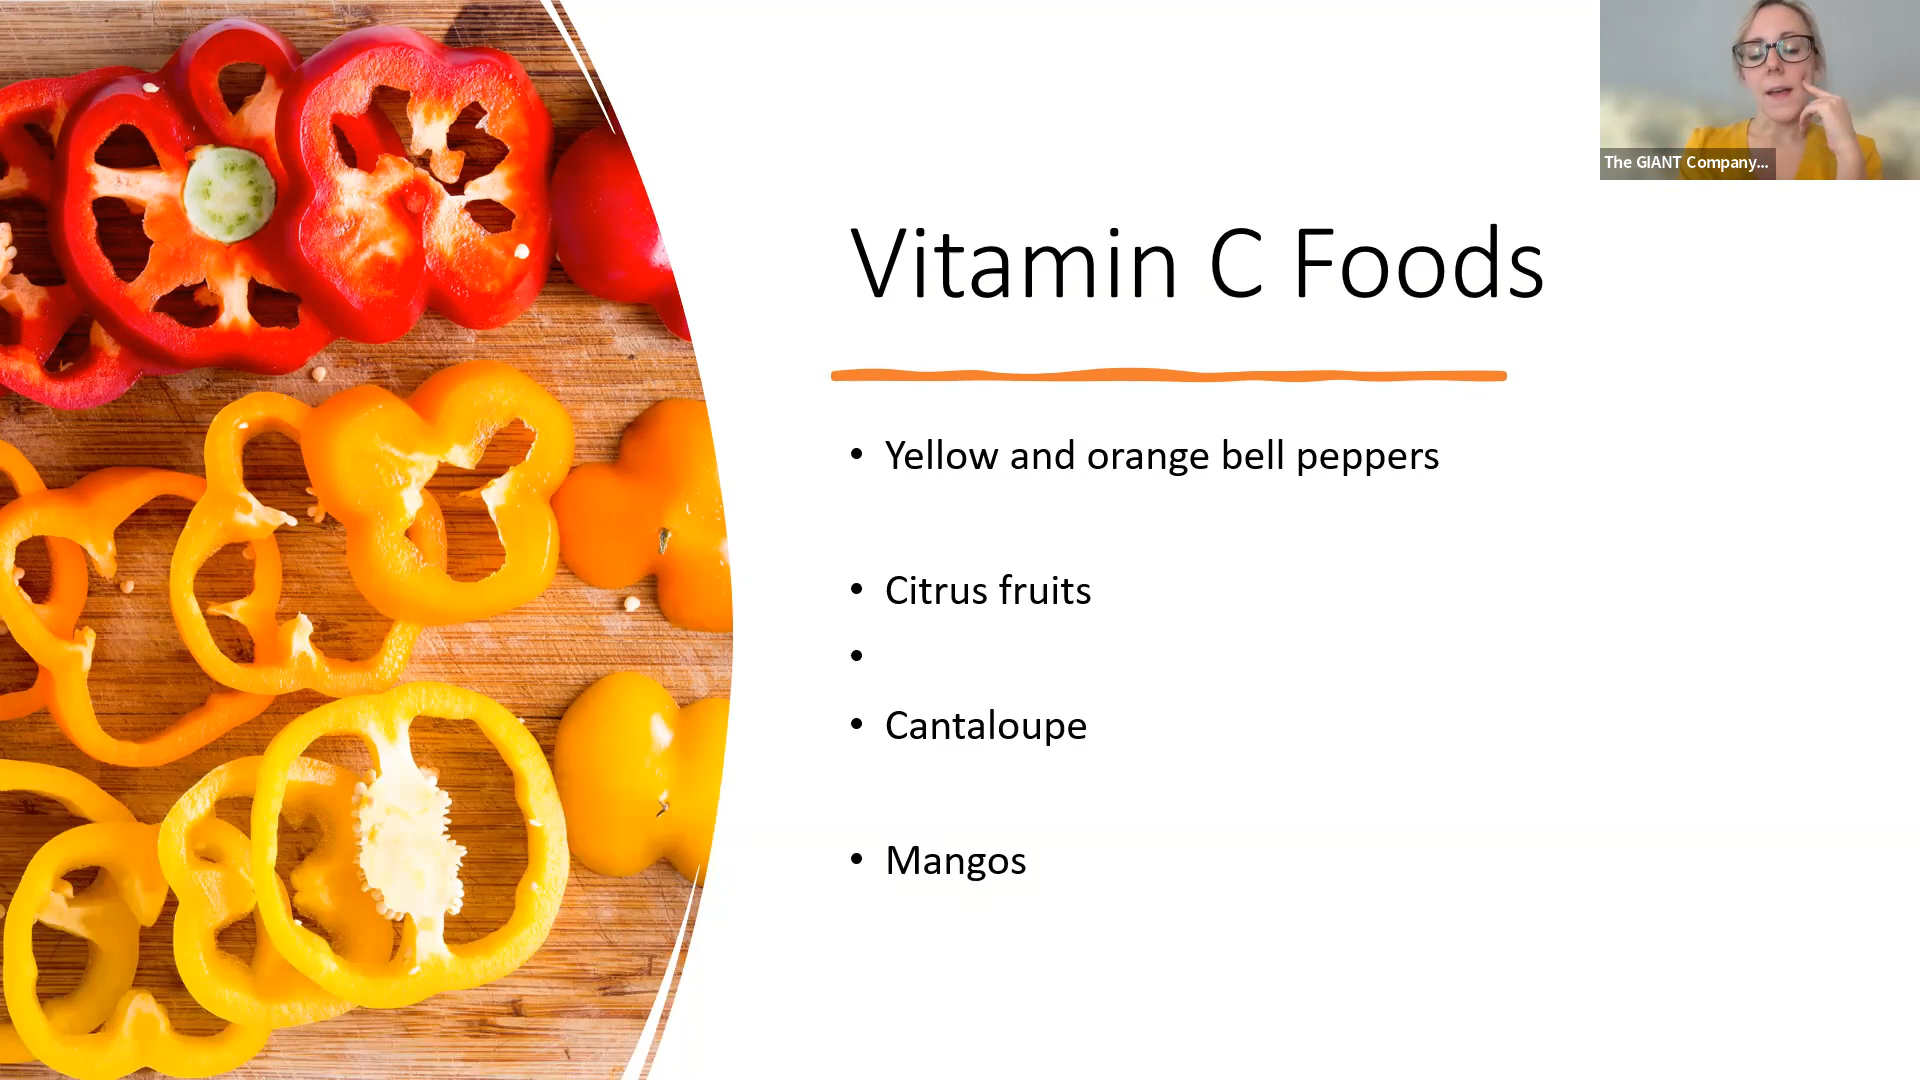 The GIANT Company...
Vitamin C Foods
• Yellow and orange bell peppers
• Citrus fruits
•
• Cantaloupe
• Mangos